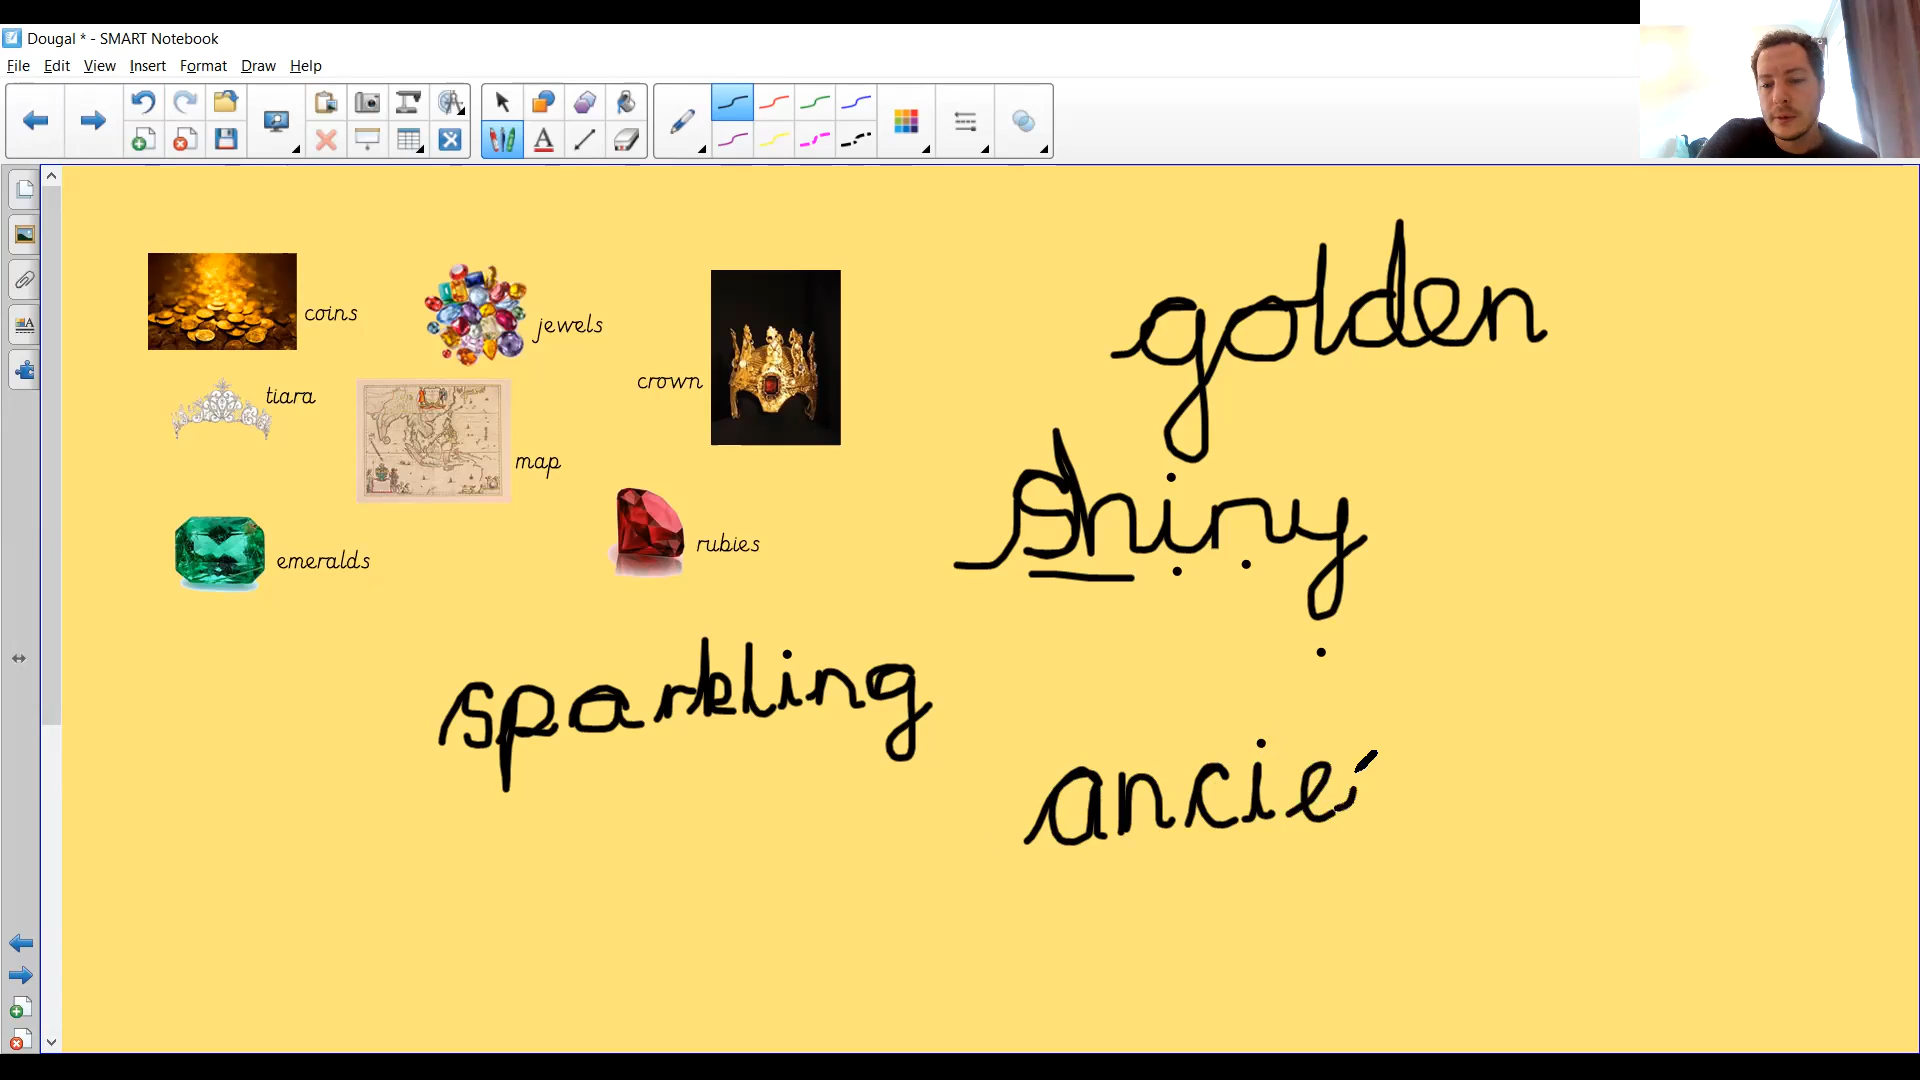 Dougal * - SMART Notebook
File Edit View Insert Format Draw Help
coins
jewels
crown
tiara
map
emeralds
rubies
golden
shiny
sparkling
ancie